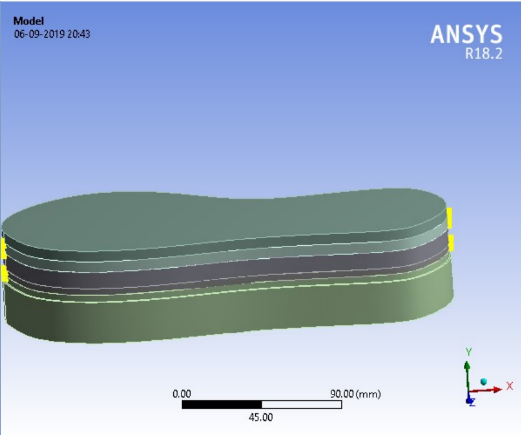 Model
06-09-2019 20:43
ANSYS
R18.2
Y
X
Z
0.00
90.00 (mm)
45.00